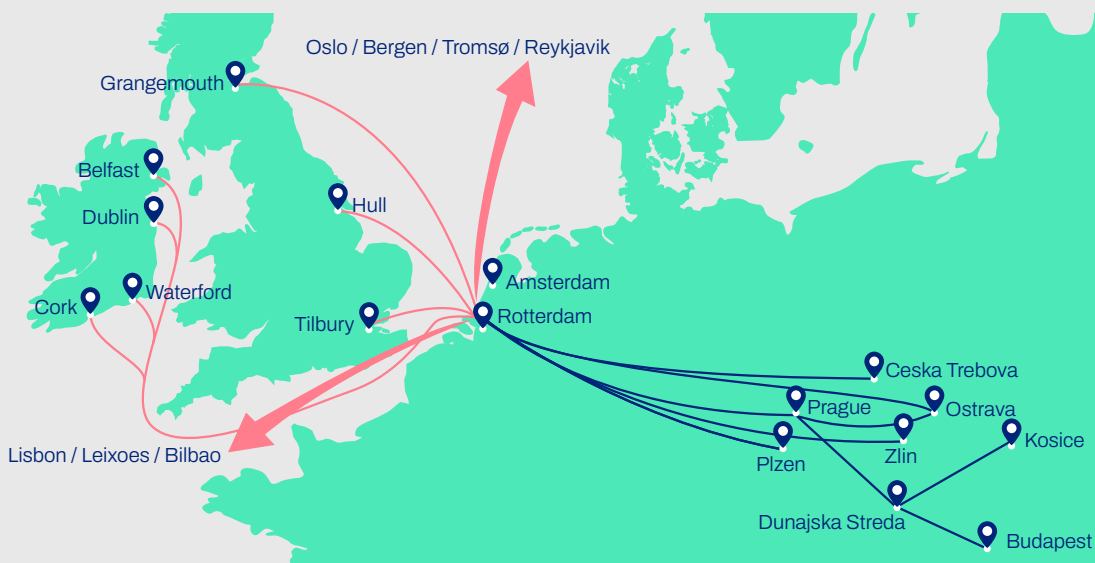 Oslo / Bergen / Tromsø / Reykjavik
Grangemouth
Belfast
Hull
Dublin
Amsterdam
Waterford
Cork
Rotterdam
Tilbury
Ceska Trebova
Prague
Ostrava
Kosice
Lisbon / Leixoes / Bilbao
Zlin
Plzen
Dunajska Streda
Budapest